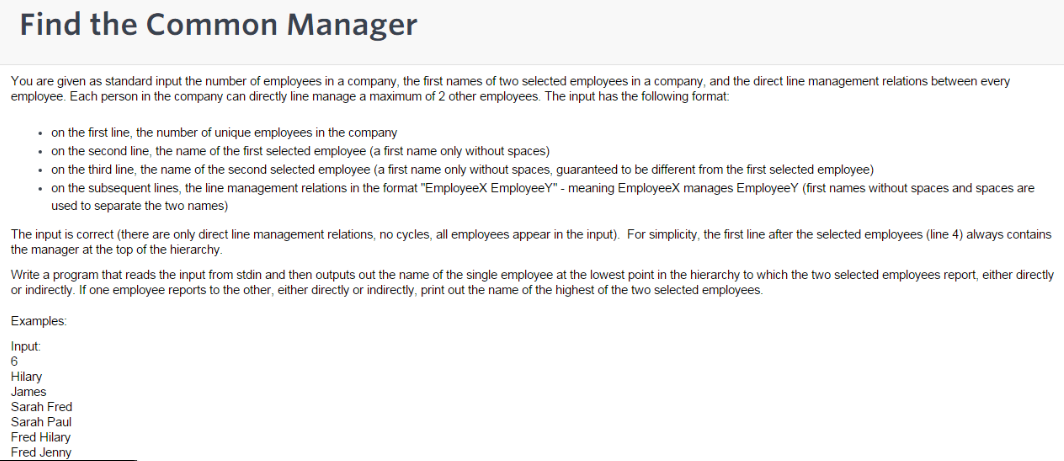 Find the Common Manager
You are given as standard input the number of employees in a company, the first names of two selected employees in a company, and the direct line management relations between every
employee. Each person in the company can directly line manage a maximum of 2 other employees. The input has the following format:
• on the first line, the number of unique employees in the company
• on the second line, the name of the first selected employee (a first name only without spaces)
• on the third line, the name of the second selected employee (a first name only without spaces, guaranteed to be different from the first selected employee)
• on the subsequent lines, the line management relations in the format "EmployeeX EmployeeY" - meaning EmployeeX manages EmployeeY (first names without spaces and spaces are
used to separate the two names)
The input is correct (there are only direct line management relations, no cycles, all employees appear in the input). For simplicity, the first line after the selected employees (line 4) always contains
the manager at the top of the hierarchy.
Write a program that reads the input from stdin and then outputs out the name of the single employee at the lowest point in the hierarchy to which the two selected employees report, either directly
or indirectly. If one employee reports to the other, either directly or indirectly, print out the name of the highest of the two selected employees.
Examples:
Input:
6
Hilary
James
Sarah Fred
Sarah Paul
Fred Hilary
Fred Jenny